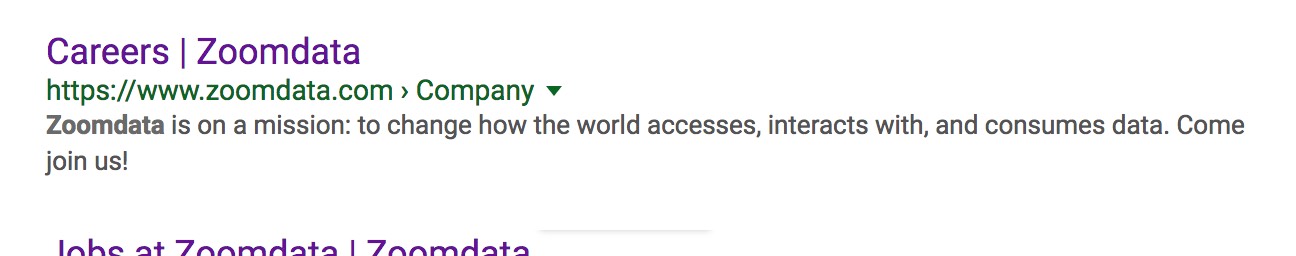 Careers | Zoomdata
https://www.zoomdata.com › Company
Zoomdata is on a mission: to change how the world accesses, interacts with, and consumes data. Come
join us!
Jobs at Zoomdata | Zoomdata